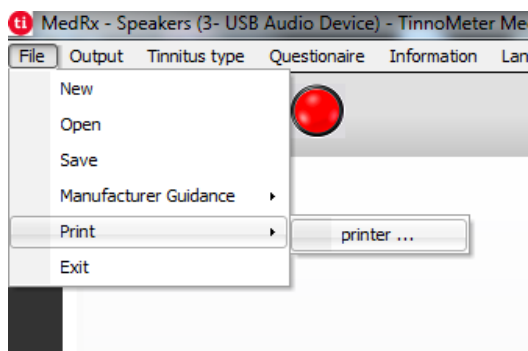 ti MedRx - Speakers (3- USB Audio Device) - TinnoMeter Me
File Output Tinnitus type Questionaire Information Lan
New
Open
Save
Manufacturer Guidance
Print
printer ...
Exit